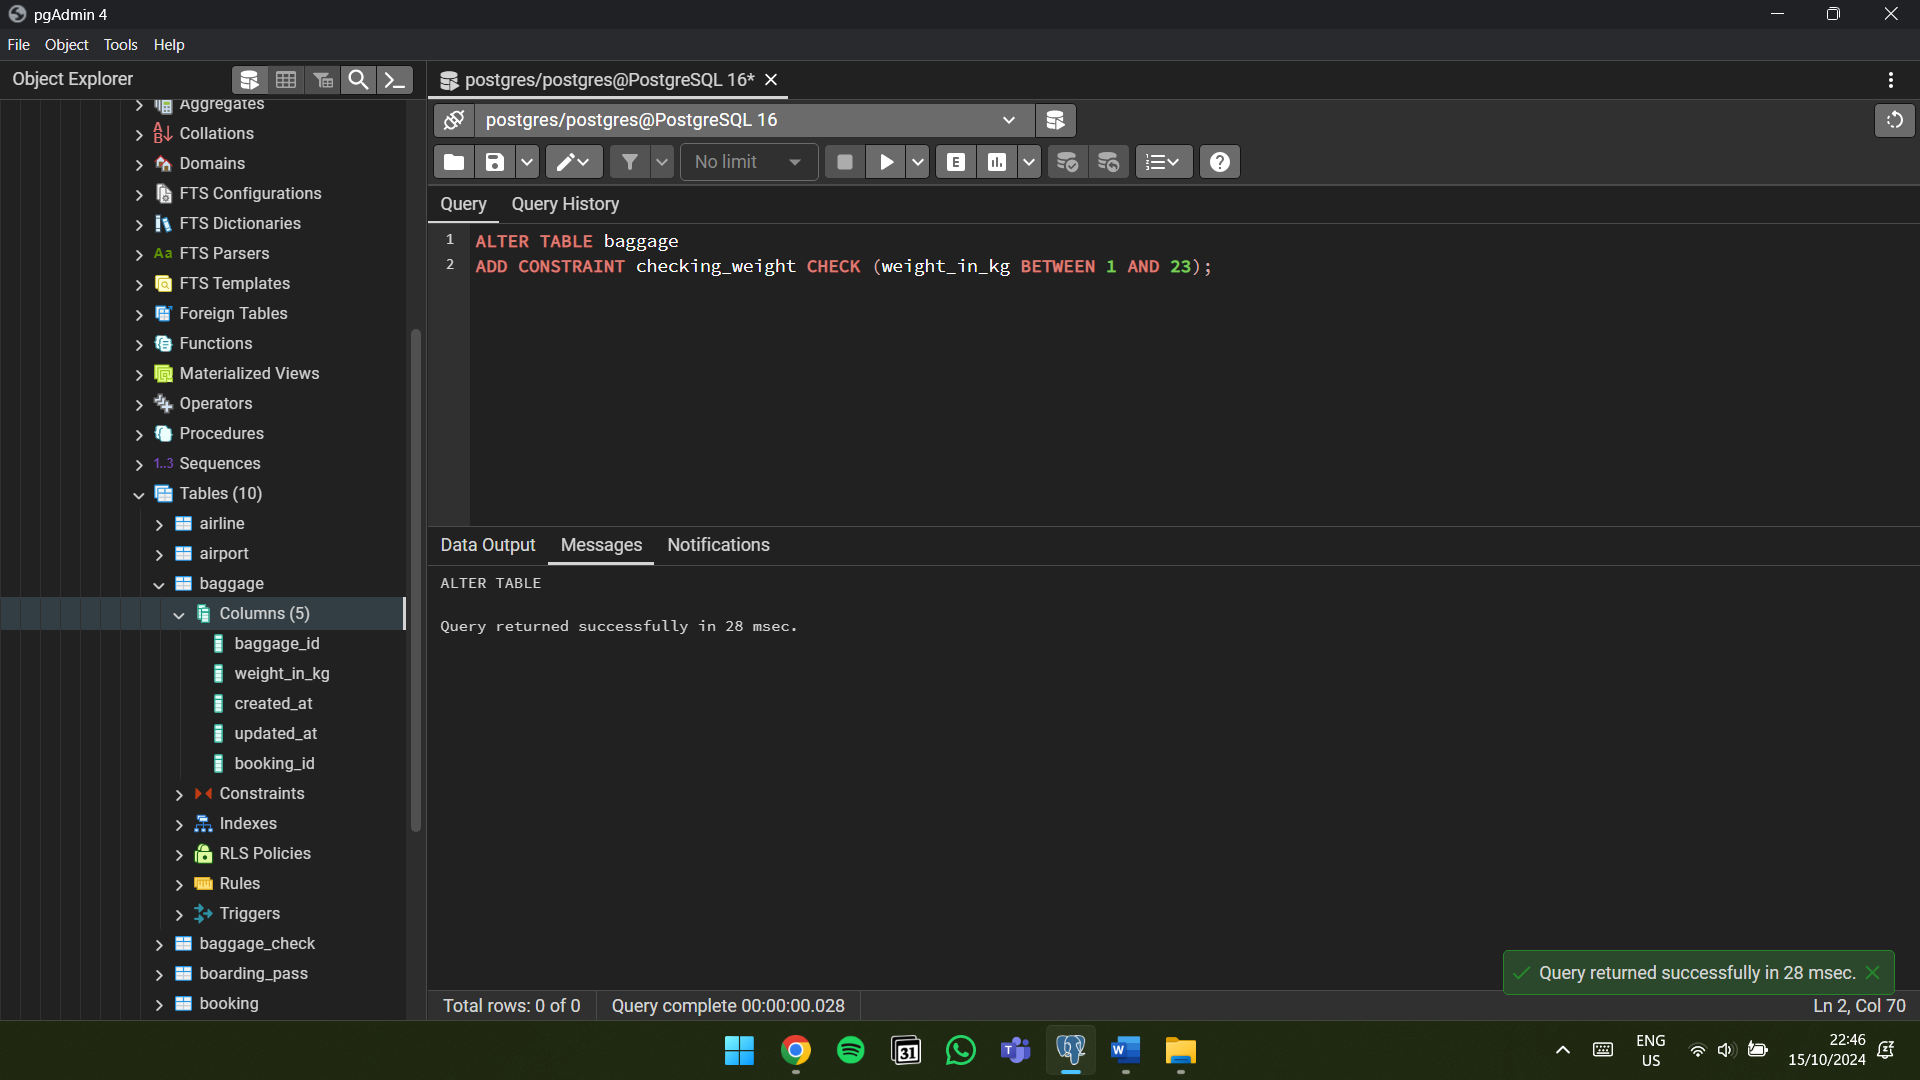 pgAdmin 4
File Object Tools Help
Object Explorer
postgres/postgres@PostgreSQL 16*
postgres/postgres@PostgreSQL 16
No limit
E
Query Query History
1 ALTER TABLE baggage
2 ADD CONSTRAINT checking_weight CHECK (weight_in_kg BETWEEN 1 AND 23);
Aggregates
Collations
Domains
FTS Configurations
FTS Dictionaries
Aa FTS Parsers
FTS Templates
Foreign Tables
Functions
Materialized Views
Operators
Procedures
1..3 Sequences
Tables (10)
airline
airport
baggage
Columns (5)
baggage_id
weight_in_kg
created_at
updated_at
booking_id
Constraints
Indexes
RLS Policies
Rules
Triggers
baggage_check
boarding_pass
booking
Data Output Messages Notifications
ALTER TABLE
Query returned successfully in 28 msec.
Query returned successfully in 28 msec.
Total rows: 0 of 0 Query complete 00:00:00.028 Ln 2, Col 70
31
ENG
US
22:46
15/10/2024